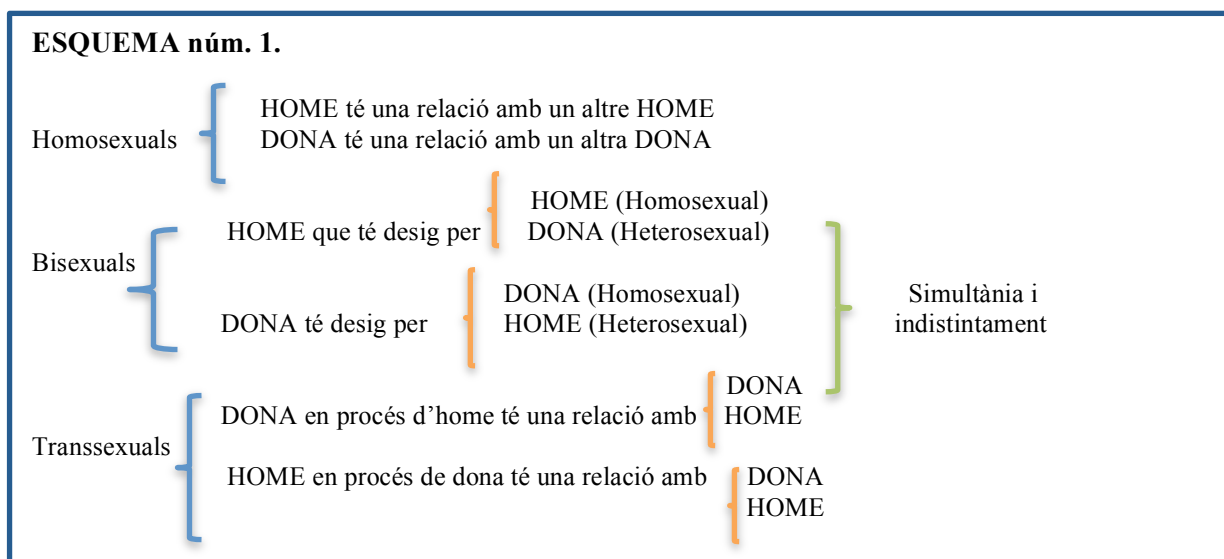 ESQUEMA núm. 1.
HOME té una relació amb un altre HOME
Homosexuals
DONA té una relació amb un altra DONA
HOME (Homosexual)
HOME que té desig per
DONA (Heterosexual)
Bisexuals
DONA (Homosexual)
DONA té desig per
HOME (Heterosexual)
Simultània i
indistintament
DONA
DONA en procés d’home té una relació amb
HOME
Transsexuals
HOME en procés de dona té una relació amb
DONA
HOME